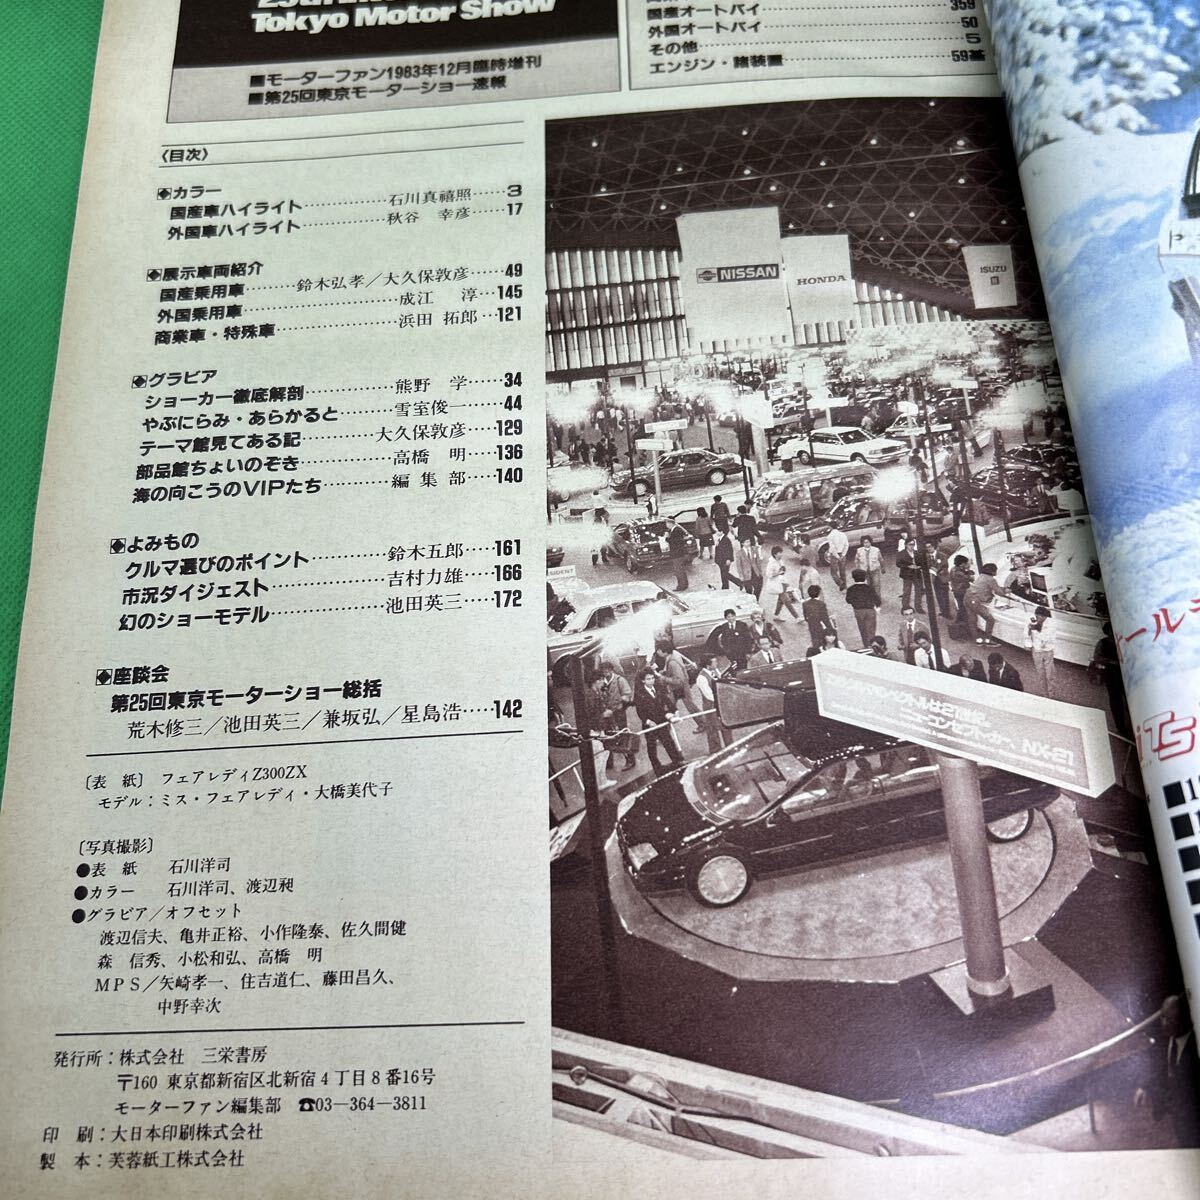 Tokyo Motor Show
■モーターファン1983年12月臨時増刊
■第25回東京モーターショー速報
国産オートバイ 359
外国オートバイ 50
その他 5
エンジン・諸装置 59基
〈目次〉
◆カラー
国産車ハイライト 石川真禧照 3
外国車ハイライト 秋谷 幸彦 17
◆展示車両紹介
国産乗用車 鈴木弘孝／大久保敦彦 49
外国乗用車 成江 淳 145
商業車・特殊車 浜田 拓郎 121
◆グラビア
ショーカー徹底解剖 熊野 学 34
やぶにらみ・あらかると 雪室俊一 44
テーマ館見てある記 大久保敦彦 129
部品館ちょいのぞき 高橋 明 136
海の向こうのVIPたち 編集部 140
◆よみもの
クルマ選びのポイント 鈴木五郎 161
市況ダイジェスト 吉村力雄 166
幻のショーモデル 池田英三 172
◆座談会
第25回東京モーターショー総括
荒木修三／池田英三／兼坂弘／星島浩 142
〔表 紙〕 フェアレディZ300ZX
モデル：ミス・フェアレディ・大橋美代子
〔写真撮影〕
●表 紙 石川洋司
●カラー 石川洋司、渡辺昶
●グラビア／オフセット
渡辺信夫、亀井正裕、小作隆泰、佐久間健
森 信秀、小松和弘、高橋 明
MPS／矢崎孝一、住吉道仁、藤田昌久、
中野幸次
発行所：株式会社 三栄書房
〒160 東京都新宿区北新宿4丁目8番16号
モーターファン編集部 ☎03―364―3811
印 刷：大日本印刷株式会社
製 本：芙蓉紙工株式会社
NISSAN
HONDA
ISUZU
ニューコンセプトカー、NX-21